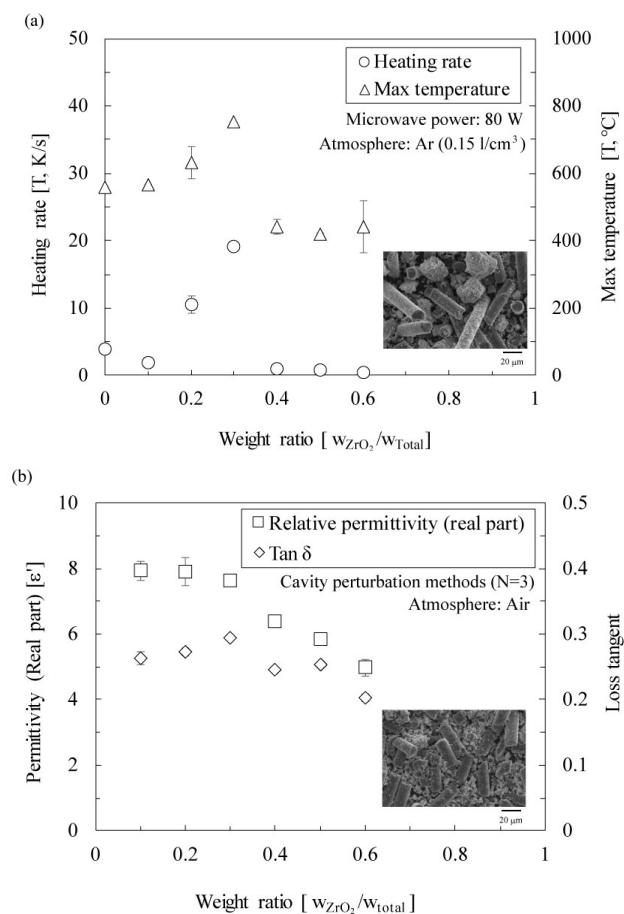 (a)
50
40
30
20
10
0
Heating rate [T, K/s]
Heating rate
Max temperature
Microwave power: 80 W
Atmosphere: Ar (0.15 l/cm³)
20 μm
1000
800
600
400
200
0
Max temperature [T,°C]
0 0.2 0.4 0.6 0.8 1
Weight ratio [ w_ZrO₂/w_Total]
(b)
10
8
6
4
2
0
Permittivity (Real part) [ε']
Relative permittivity (real part)
Tan δ
Cavity perturbation methods (N=3)
Atmosphere: Air
20 μm
0.5
0.4
0.3
0.2
0.1
0
Loss tangent
0 0.2 0.4 0.6 0.8 1
Weight ratio [ w_ZrO₂/w_total]